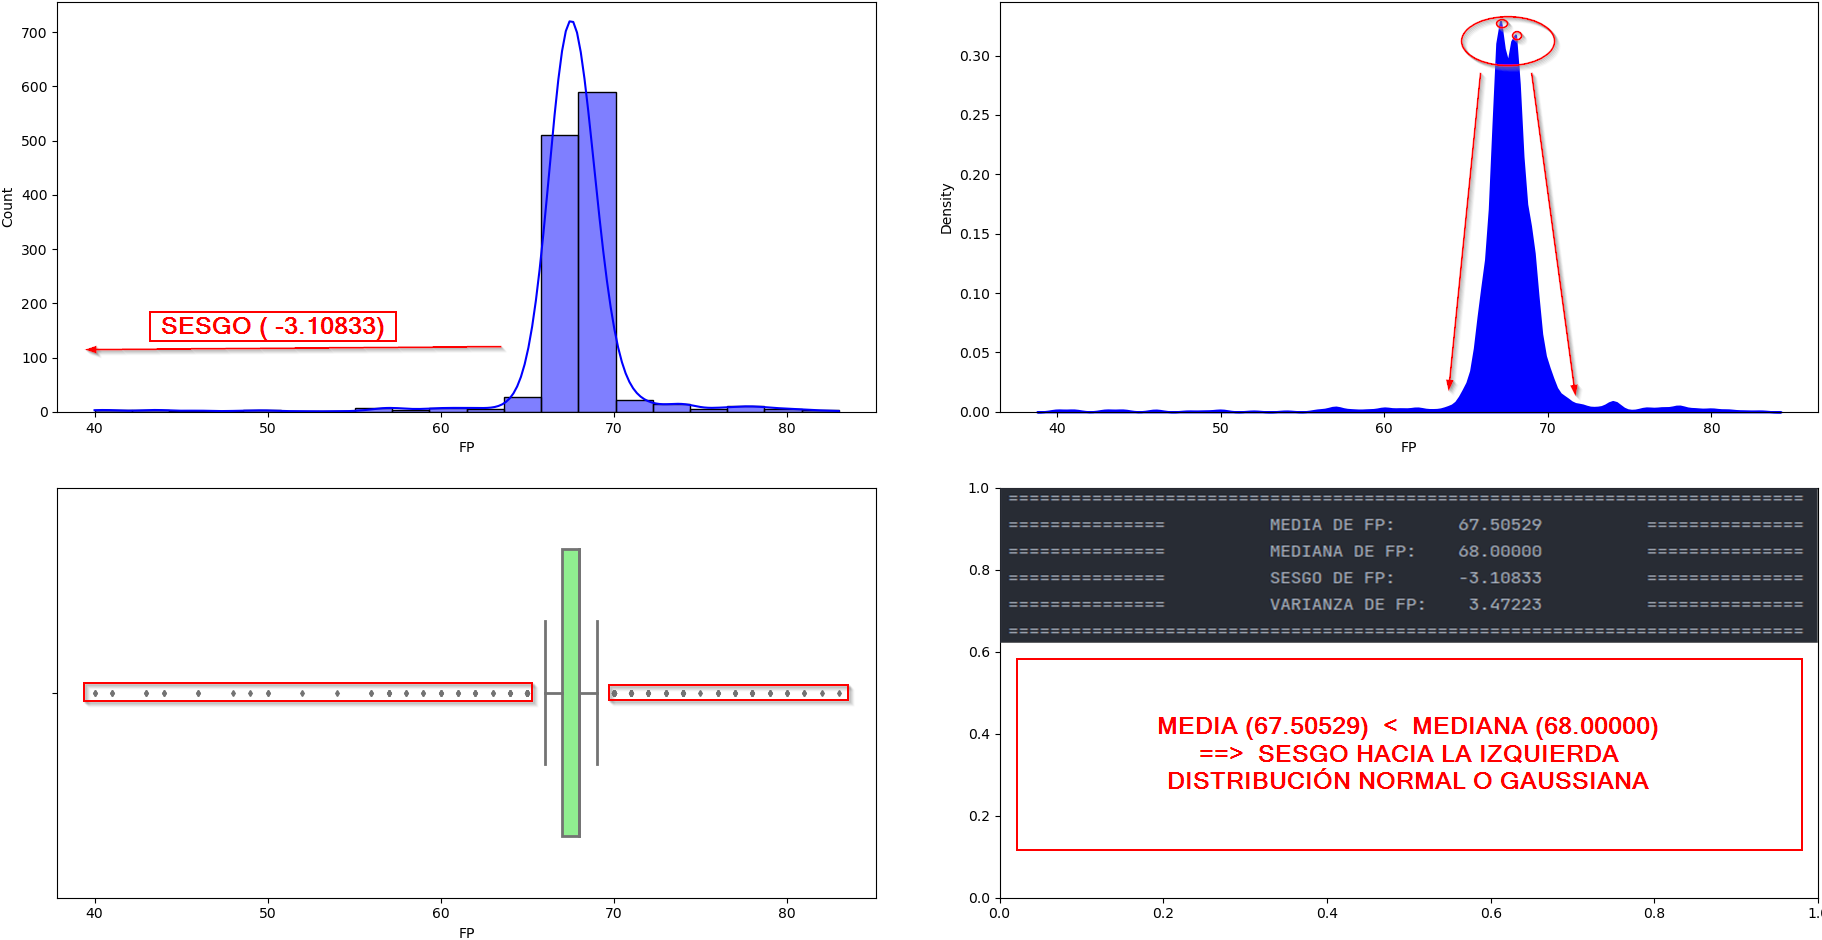 700
600
500
400
300
200
100
0
Count
SESGO ( -3.10833)
40 50 60 70 80
FP
0.30
0.25
0.20
0.15
0.10
0.05
0.00
Density
40 50 60 70 80
FP
40 50 60 70 80
FP
1.0
0.8
0.6
0.4
0.2
0.0
=============================================================================
=============== MEDIA DE FP: 67.50529 ===============
=============== MEDIANA DE FP: 68.00000 ===============
=============== SESGO DE FP: -3.10833 ===============
=============== VARIANZA DE FP: 3.47223 ===============
=============================================================================
MEDIA (67.50529) < MEDIANA (68.00000)
==> SESGO HACIA LA IZQUIERDA
DISTRIBUCIÓN NORMAL O GAUSSIANA
0.0 0.2 0.4 0.6 0.8 1.